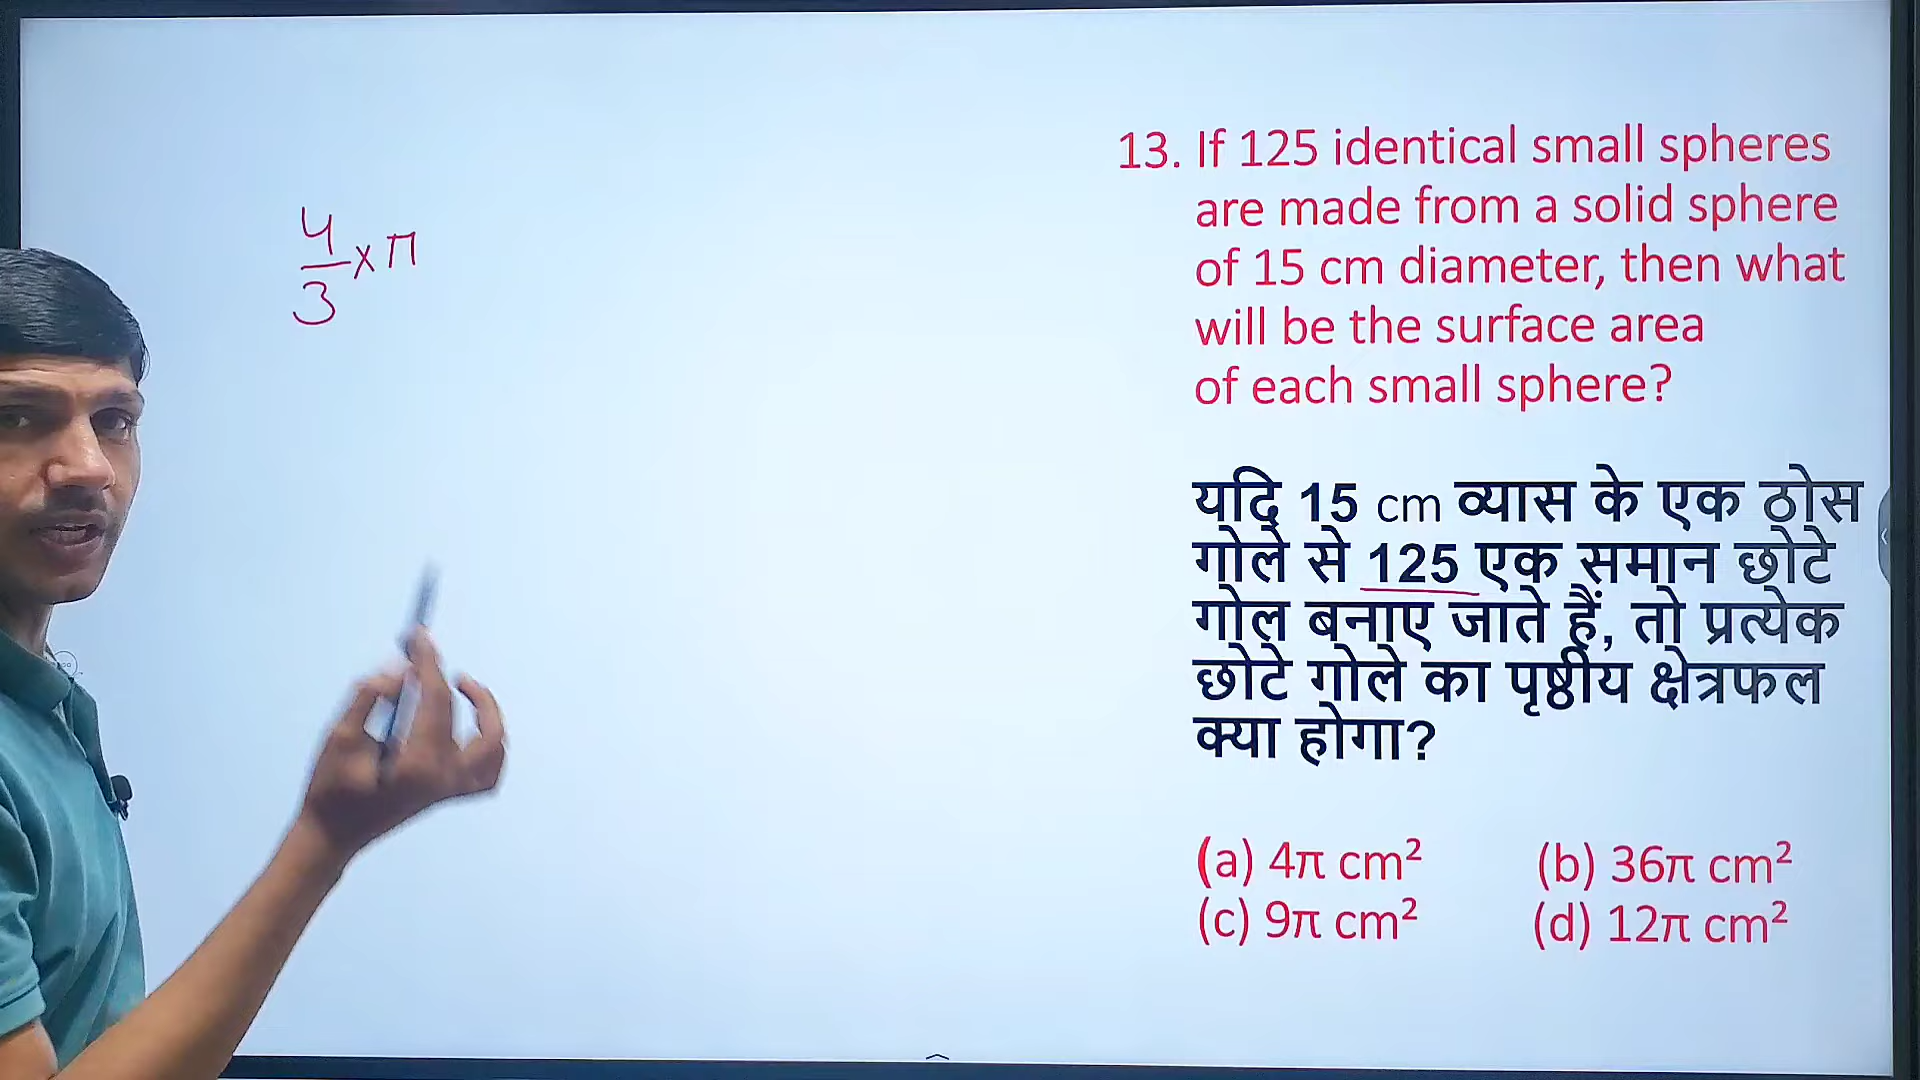 4/3 × π
13. If 125 identical small spheres
are made from a solid sphere
of 15 cm diameter, then what
will be the surface area
of each small sphere?
यदि 15 cm व्यास के एक ठोस
गोले से 125 एक समान छोटे
गोल बनाए जाते हैं, तो प्रत्येक
छोटे गोले का पृष्ठीय क्षेत्रफल
क्या होगा?
(a) 4π cm² (b) 36π cm²
(c) 9π cm² (d) 12π cm²